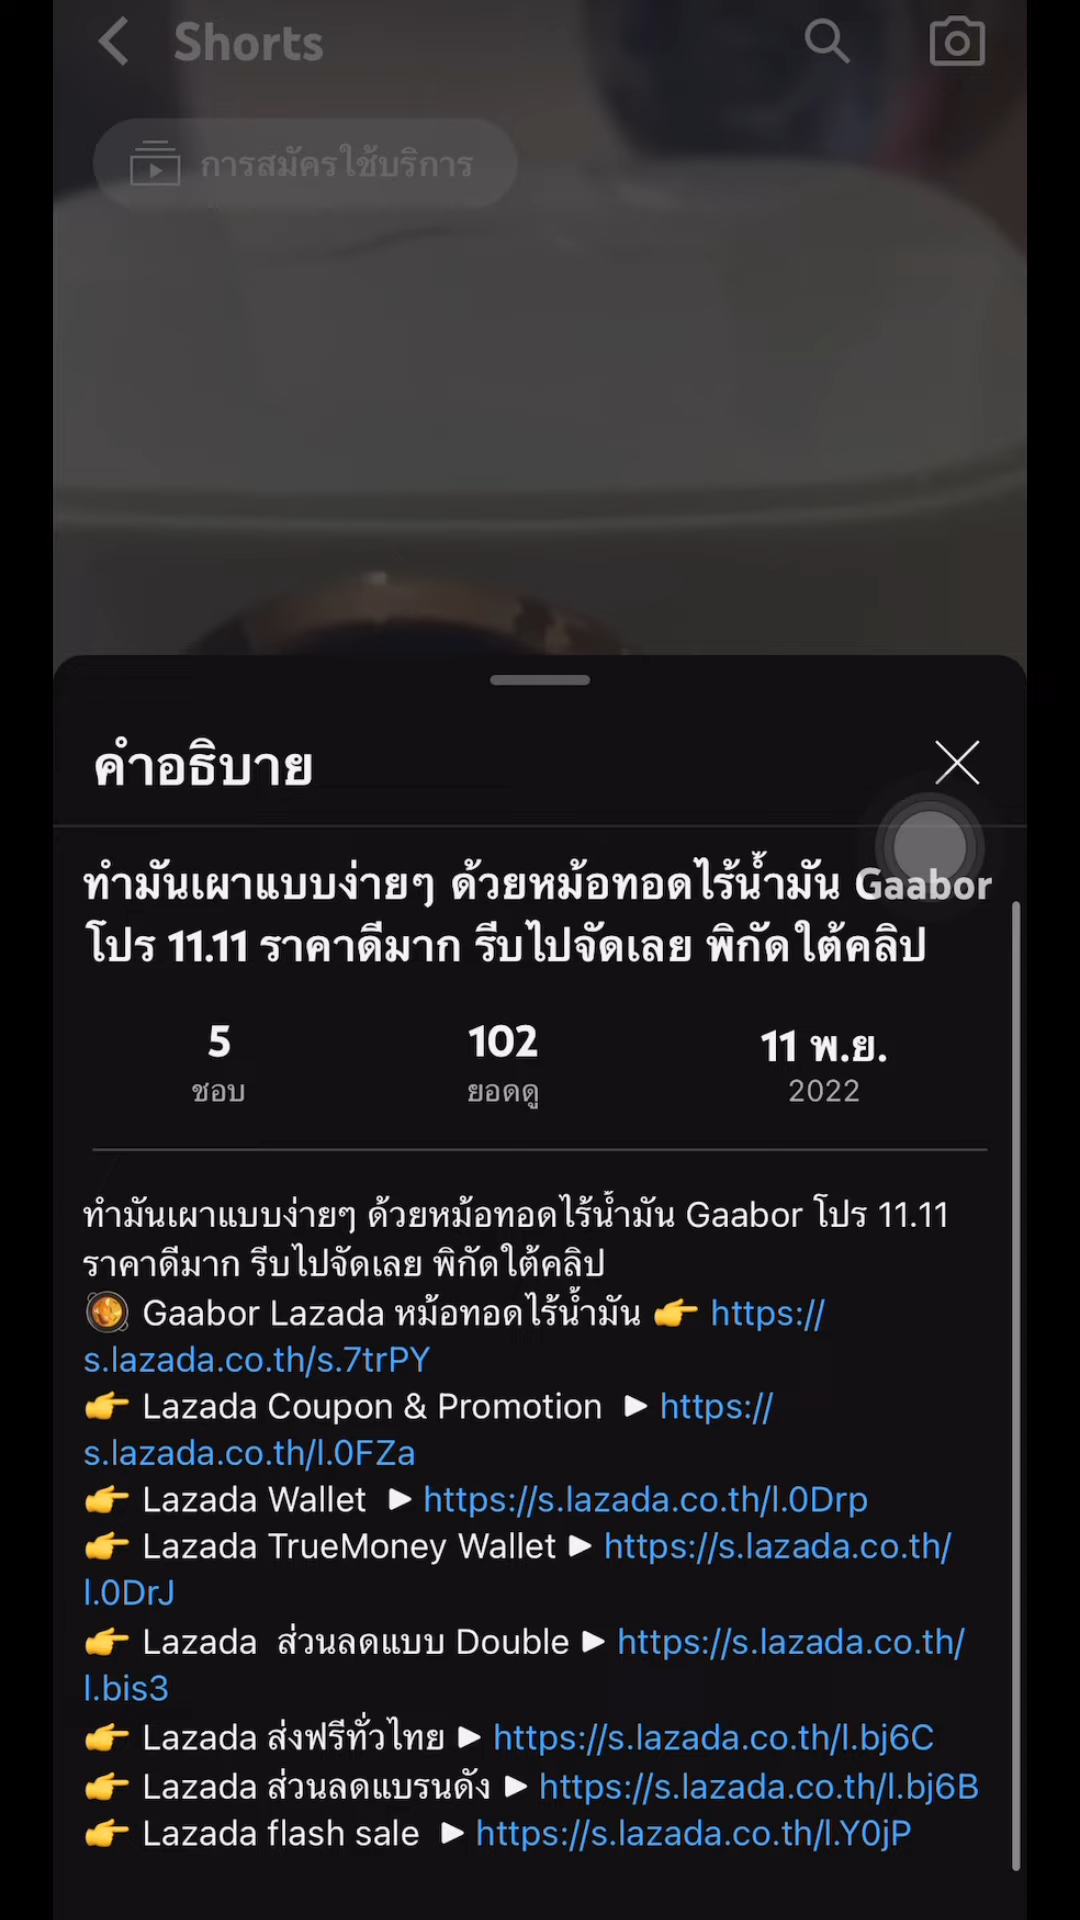 Shorts
การสมัครใช้บริการ
คำอธิบาย
ทำมันเผาแบบง่ายๆ ด้วยหม้อทอดไร้น้ำมัน Gaabor
โปร 11.11 ราคาดีมาก รีบไปจัดเลย พิกัดใต้คลิป
5 102 11 พ.ย.
ชอบ ยอดดู 2022
ทำมันเผาแบบง่ายๆ ด้วยหม้อทอดไร้น้ำมัน Gaabor โปร 11.11
ราคาดีมาก รีบไปจัดเลย พิกัดใต้คลิป
🥘 Gaabor Lazada หม้อทอดไร้น้ำมัน 👉 https://
s.lazada.co.th/s.7trPY
👉 Lazada Coupon & Promotion ► https://
s.lazada.co.th/l.0FZa
👉 Lazada Wallet ► https://s.lazada.co.th/l.0Drp
👉 Lazada TrueMoney Wallet ► https://s.lazada.co.th/
l.0DrJ
👉 Lazada ส่วนลดแบบ Double ► https://s.lazada.co.th/
l.bis3
👉 Lazada ส่งฟรีทั่วไทย ► https://s.lazada.co.th/l.bj6C
👉 Lazada ส่วนลดแบรนดัง ► https://s.lazada.co.th/l.bj6B
👉 Lazada flash sale ► https://s.lazada.co.th/l.Y0jP